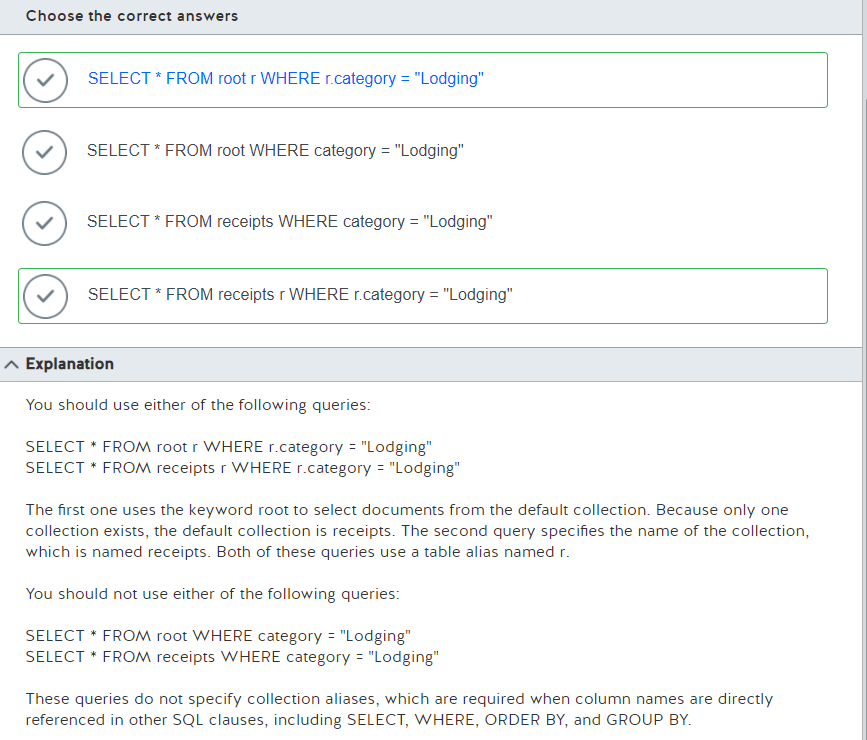 Choose the correct answers
SELECT * FROM root r WHERE r.category = "Lodging"
SELECT * FROM root WHERE category = "Lodging"
SELECT * FROM receipts WHERE category = "Lodging"
SELECT * FROM receipts r WHERE r.category = "Lodging"
Explanation
You should use either of the following queries:
SELECT * FROM root r WHERE r.category = "Lodging"
SELECT * FROM receipts r WHERE r.category = "Lodging"
The first one uses the keyword root to select documents from the default collection. Because only one
collection exists, the default collection is receipts. The second query specifies the name of the collection,
which is named receipts. Both of these queries use a table alias named r.
You should not use either of the following queries:
SELECT * FROM root WHERE category = "Lodging"
SELECT * FROM receipts WHERE category = "Lodging"
These queries do not specify collection aliases, which are required when column names are directly
referenced in other SQL clauses, including SELECT, WHERE, ORDER BY, and GROUP BY.